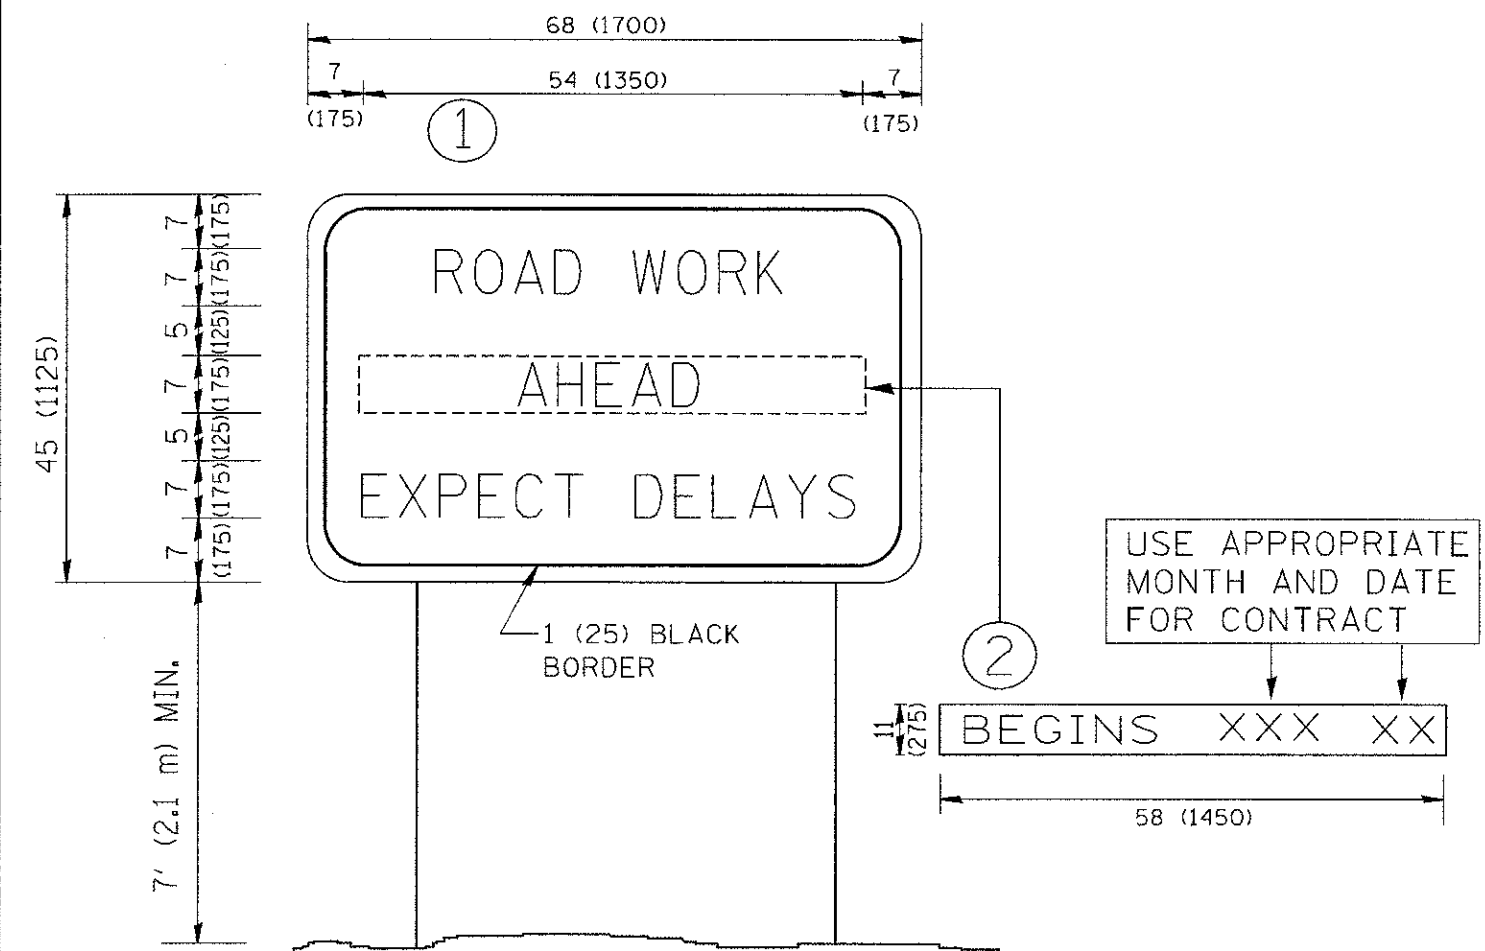 68 (1700)
7
54 (1350)
7
(175)
(175)
1
45 (1125)
7
(175)
7
(175)
5
(125)
7
(175)
5
(125)
7
(175)
7
(175)
ROAD WORK
AHEAD
EXPECT DELAYS
1 (25) BLACK
BORDER
7' (2.1 m) MIN.
2
USE APPROPRIATE
MONTH AND DATE
FOR CONTRACT
11
(275)
BEGINS XXX XX
58 (1450)